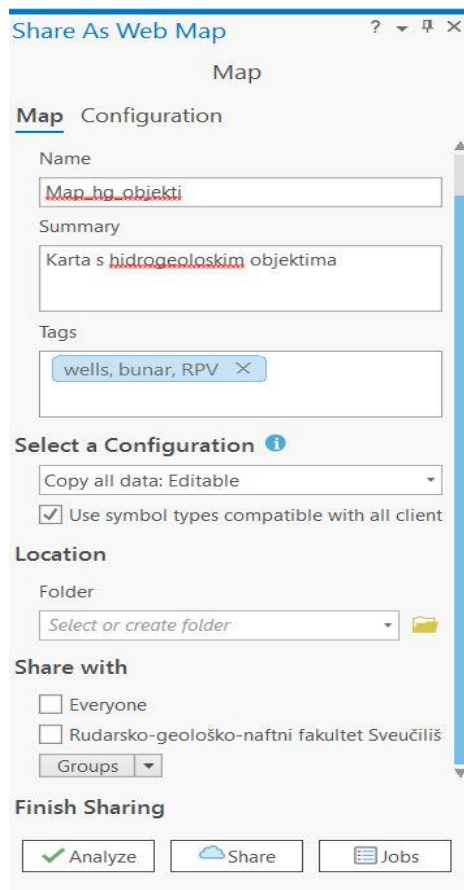 Share As Web Map ?
Map
Map Configuration
Name
Map_hg_objekti
Summary
Karta s hidrogeoloskim objektima
Tags
wells, bunar, RPV
Select a Configuration
Copy all data: Editable
Use symbol types compatible with all client
Location
Folder
Select or create folder
Share with
Everyone
Rudarsko-geološko-naftni fakultet Sveučiliš
Groups
Finish Sharing
Analyze Share Jobs